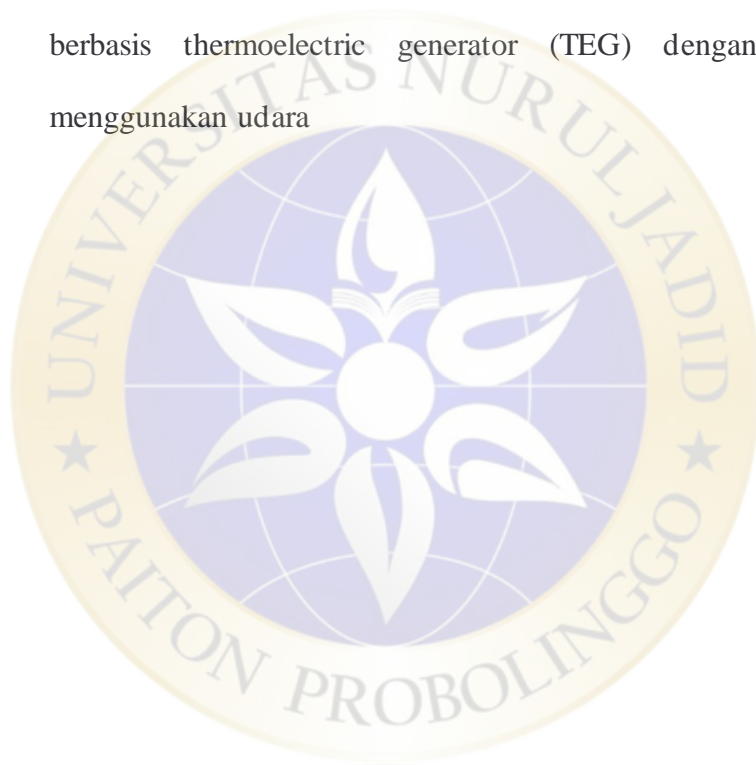 berbasis thermoelectric generator (TEG) dengan
menggunakan udara
UNIVERSITAS NURUL JADID
PAITON PROBOLINGGO